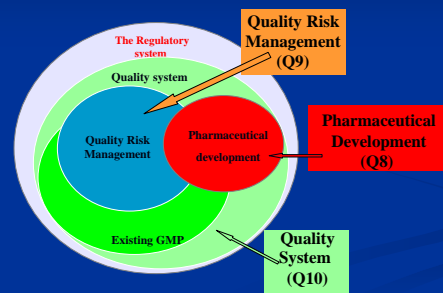 Quality Risk
Management
(Q9)
The Regulatory
system
Quality system
Quality Risk
Management
Pharmaceutical
development
Pharmaceutical
Development
(Q8)
Existing GMP
Quality
System
(Q10)